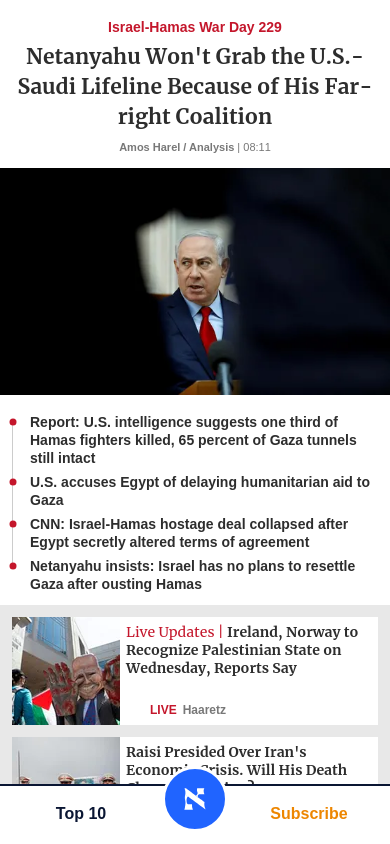 Israel-Hamas War Day 229
Netanyahu Won't Grab the U.S.-
Saudi Lifeline Because of His Far-
right Coalition
Amos Harel / Analysis | 08:11
Report: U.S. intelligence suggests one third of
Hamas fighters killed, 65 percent of Gaza tunnels
still intact
U.S. accuses Egypt of delaying humanitarian aid to
Gaza
CNN: Israel-Hamas hostage deal collapsed after
Egypt secretly altered terms of agreement
Netanyahu insists: Israel has no plans to resettle
Gaza after ousting Hamas
Live Updates | Ireland, Norway to
Recognize Palestinian State on
Wednesday, Reports Say
LIVE Haaretz
Raisi Presided Over Iran's
Economic Crisis. Will His Death
Top 10
Subscribe